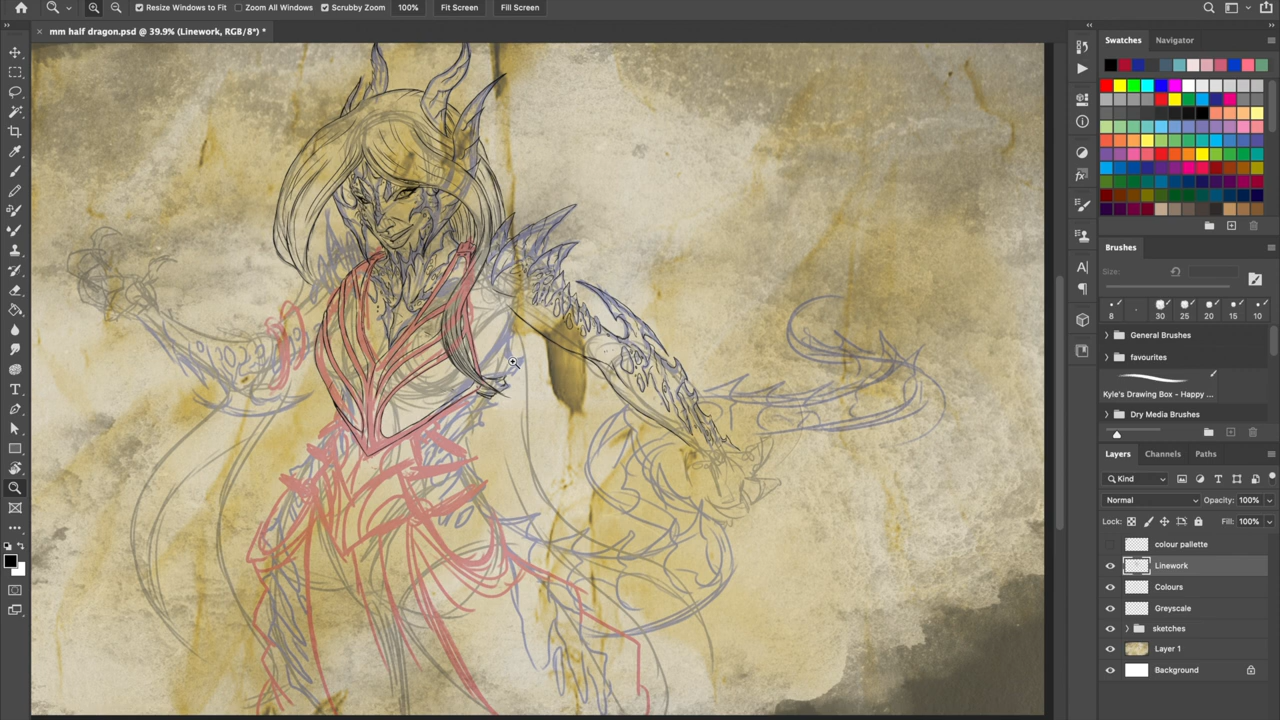 Resize Windows to Fit Zoom All Windows Scrubby Zoom 100% Fit Screen Fill Screen
mm half dragon.psd @ 39.9% (Linework, RGB/8*) *
Swatches Navigator
Brushes
Size:
8 30 25 20 15 10
General Brushes
favourites
Kyle's Drawing Box - Happy ...
Dry Media Brushes
Layers Channels Paths
Kind
Normal Opacity: 100%
Lock: Fill: 100%
colour pallette
Linework
Colours
Greyscale
sketches
Layer 1
Background